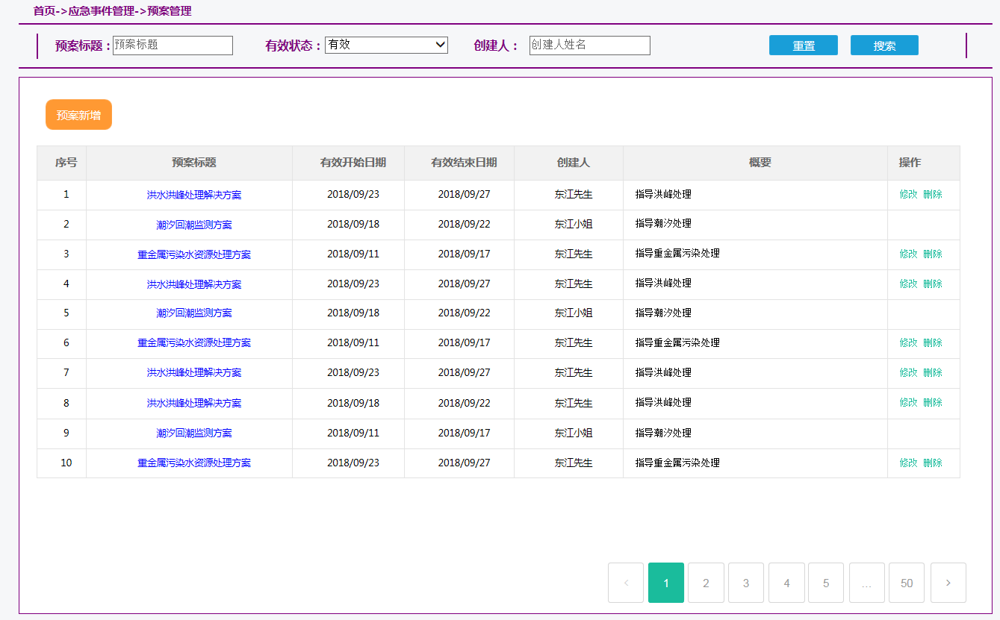 首页->应急事件管理->预案管理
预案标题： 预案标题 有效状态： 有效 创建人： 创建人姓名 重置 搜索
预案新增
序号 预案标题 有效开始日期 有效结束日期 创建人 概要 操作
1 洪水洪峰处理解决方案 2018/09/23 2018/09/27 东江先生 指导洪峰处理 修改 删除
2 潮汐回潮监测方案 2018/09/18 2018/09/22 东江小姐 指导潮汐处理
3 重金属污染水资源处理方案 2018/09/11 2018/09/17 东江先生 指导重金属污染处理 修改 删除
4 洪水洪峰处理解决方案 2018/09/23 2018/09/27 东江先生 指导洪峰处理 修改 删除
5 潮汐回潮监测方案 2018/09/18 2018/09/22 东江小姐 指导潮汐处理
6 重金属污染水资源处理方案 2018/09/11 2018/09/17 东江先生 指导重金属污染处理 修改 删除
7 洪水洪峰处理解决方案 2018/09/23 2018/09/27 东江先生 指导洪峰处理 修改 删除
8 洪水洪峰处理解决方案 2018/09/18 2018/09/22 东江先生 指导洪峰处理 修改 删除
9 潮汐回潮监测方案 2018/09/11 2018/09/17 东江小姐 指导潮汐处理
10 重金属污染水资源处理方案 2018/09/23 2018/09/27 东江先生 指导重金属污染处理 修改 删除
< 1 2 3 4 5 ... 50 >